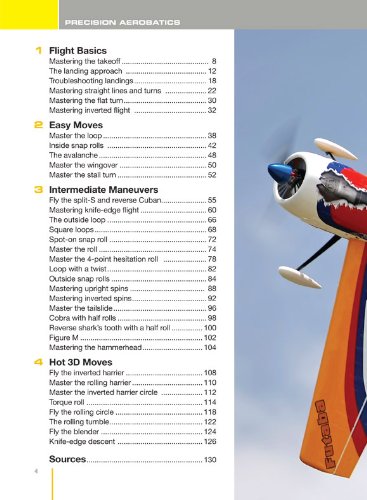 PRECISION AEROBATICS
1 Flight Basics
Mastering the takeoff ........ 8
The landing approach ........ 12
Troubleshooting landings ........ 18
Mastering straight lines and turns ........ 22
Mastering the flat turn ........ 30
Mastering inverted flight ........ 32
2 Easy Moves
Master the loop ........ 38
Inside snap rolls ........ 42
The avalanche ........ 48
Master the wingover ........ 50
Master the stall turn ........ 52
3 Intermediate Maneuvers
Fly the split-S and reverse Cuban ........ 55
Mastering knife-edge flight ........ 60
The outside loop ........ 66
Square loops ........ 68
Spot-on snap roll ........ 72
Master the roll ........ 74
Master the 4-point hesitation roll ........ 78
Loop with a twist ........ 82
Outside snap rolls ........ 84
Mastering upright spins ........ 88
Mastering inverted spins ........ 92
Master the tailslide ........ 96
Cobra with half rolls ........ 98
Reverse shark's tooth with a half roll ........ 100
Figure M ........ 102
Mastering the hammerhead ........ 104
4 Hot 3D Moves
Fly the inverted harrier ........ 108
Master the rolling harrier ........ 110
Master the inverted harrier circle ........ 112
Torque roll ........ 114
Fly the rolling circle ........ 118
The rolling tumble ........ 122
Fly the blender ........ 124
Knife-edge descent ........ 126
Sources ........ 130
4
Futaba